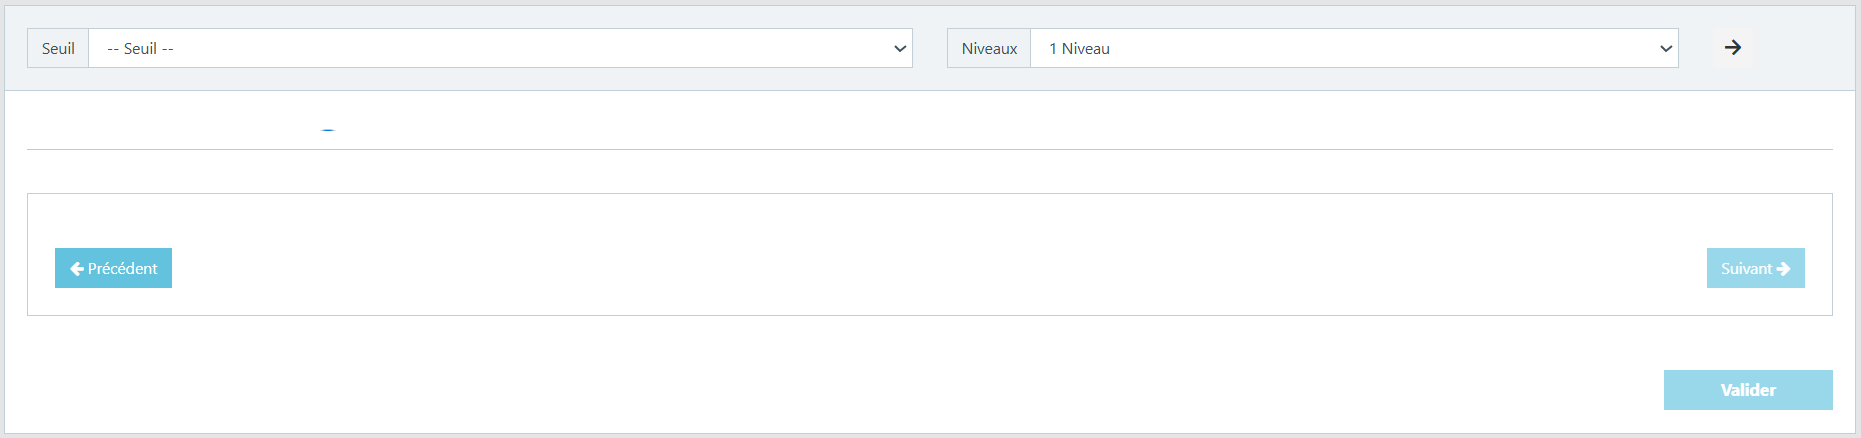 Seuil -- Seuil -- Niveaux 1 Niveau
Précédent Suivant
Valider